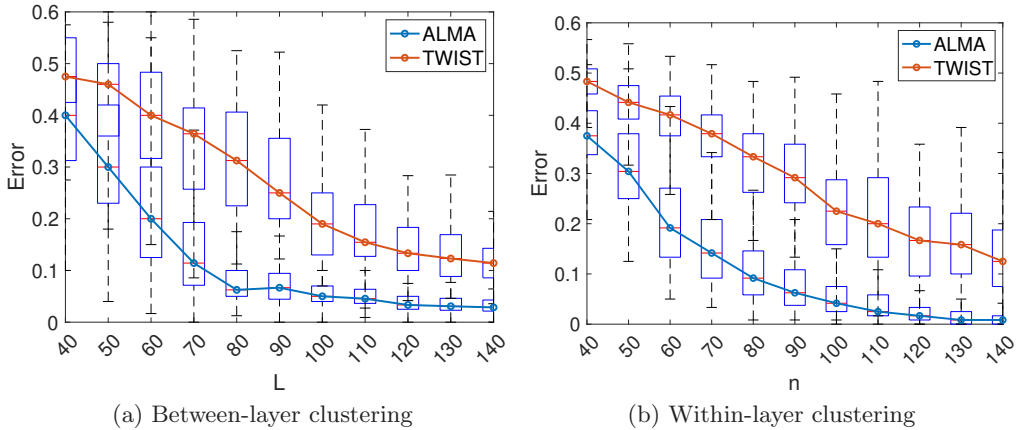 0.6
0.5
0.4
0.3
0.2
0.1
0
Error
40 50 60 70 80 90 100 110 120 130 140
L
ALMA
TWIST
(a) Between-layer clustering
0.6
0.5
0.4
0.3
0.2
0.1
0
Error
40 50 60 70 80 90 100 110 120 130 140
n
ALMA
TWIST
(b) Within-layer clustering